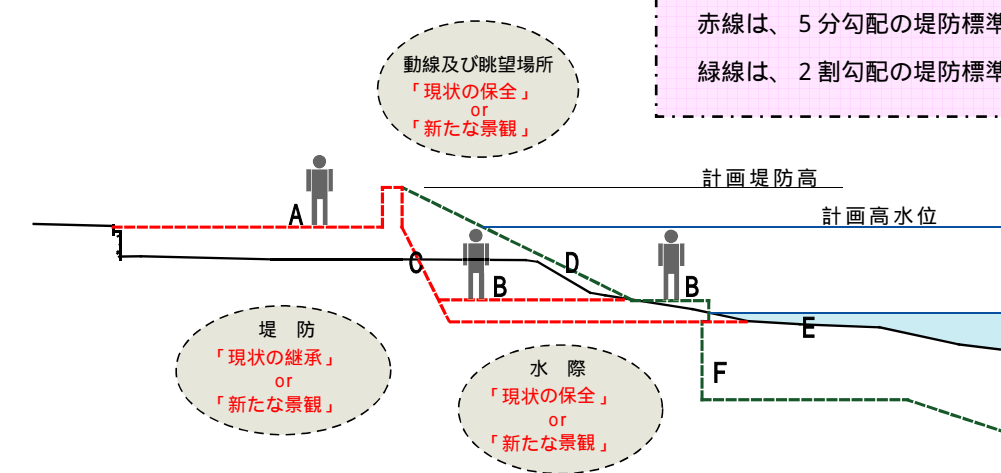 赤線は、5分勾配の堤防標準
緑線は、2割勾配の堤防標準
動線及び眺望場所
「現状の保全」
or
「新たな景観」
計画堤防高
計画高水位
A
C
B
D
B
E
F
堤 防
「現状の継承」
or
「新たな景観」
水 際
「現状の保全」
or
「新たな景観」